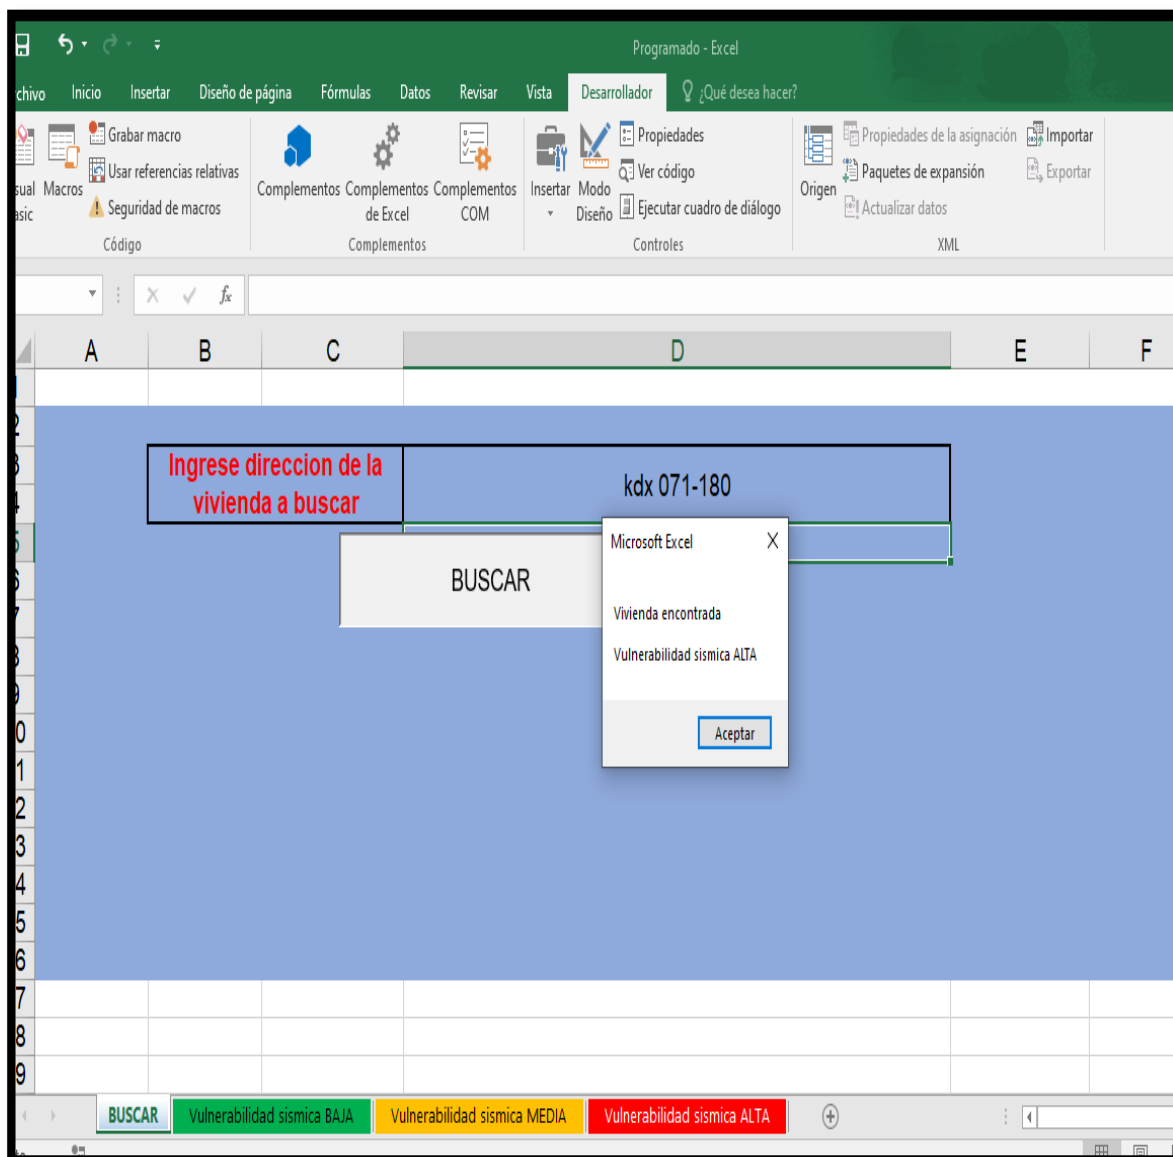 Programado - Excel
chivo Inicio Insertar Diseño de página Fórmulas Datos Revisar Vista Desarrollador ¿Qué desea hacer?
Macros
Grabar macro
Usar referencias relativas
Seguridad de macros
Código
Complementos
Complementos de Excel
Complementos COM
Complementos
Insertar
Modo Diseño
Propiedades
Ver código
Ejecutar cuadro de diálogo
Controles
Origen
Propiedades de la asignación
Paquetes de expansión
Actualizar datos
Importar
Exportar
XML
fx
A B C D E F
Ingrese direccion de la
vivienda a buscar
kdx 071-180
BUSCAR
Microsoft Excel X
Vivienda encontrada
Vulnerabilidad sismica ALTA
Aceptar
BUSCAR Vulnerabilidad sismica BAJA Vulnerabilidad sismica MEDIA Vulnerabilidad sismica ALTA